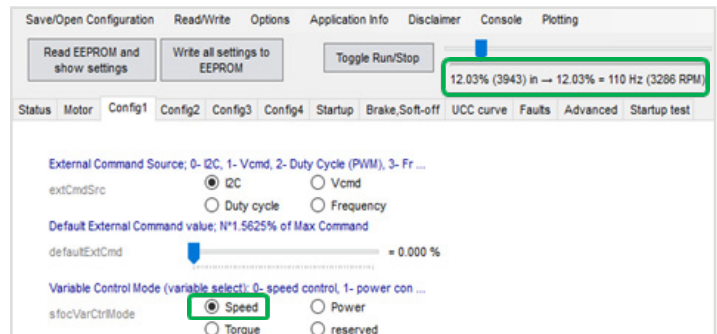 Save/Open Configuration Read/Write Options Application Info Disclaimer Console Plotting
Read EEPROM and
show settings
Write all settings to
EEPROM
Toggle Run/Stop
12.03% (3943) in → 12.03% = 110 Hz (3286 RPM)
Status Motor Config1 Config2 Config3 Config4 Startup Brake,Soft-off UCC curve Faults Advanced Startup test
External Command Source; 0- I2C, 1- Vcmd, 2- Duty Cycle (PWM), 3- Fr ...
extCmdSrc
I2C Vcmd
Duty cycle Frequency
Default External Command value; N*1.5625% of Max Command
defaultExtCmd = 0.000 %
Variable Control Mode (variable select): 0- speed control, 1- power con ...
sfocVarCtrlMode
Speed Power
Torque reserved